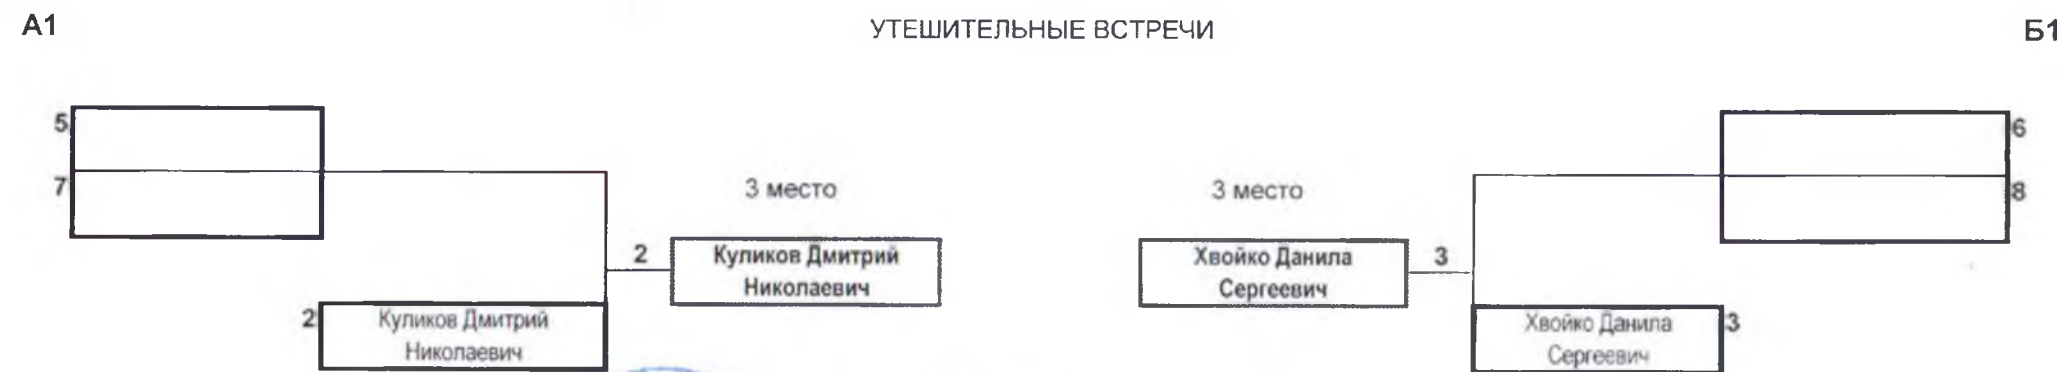 А1
УТЕШИТЕЛЬНЫЕ ВСТРЕЧИ
Б1
5
7
6
8
3 место
3 место
2
Куликов Дмитрий
Николаевич
Хвойко Данила
Сергеевич
3
2
Куликов Дмитрий
Николаевич
Хвойко Данила
Сергеевич
3